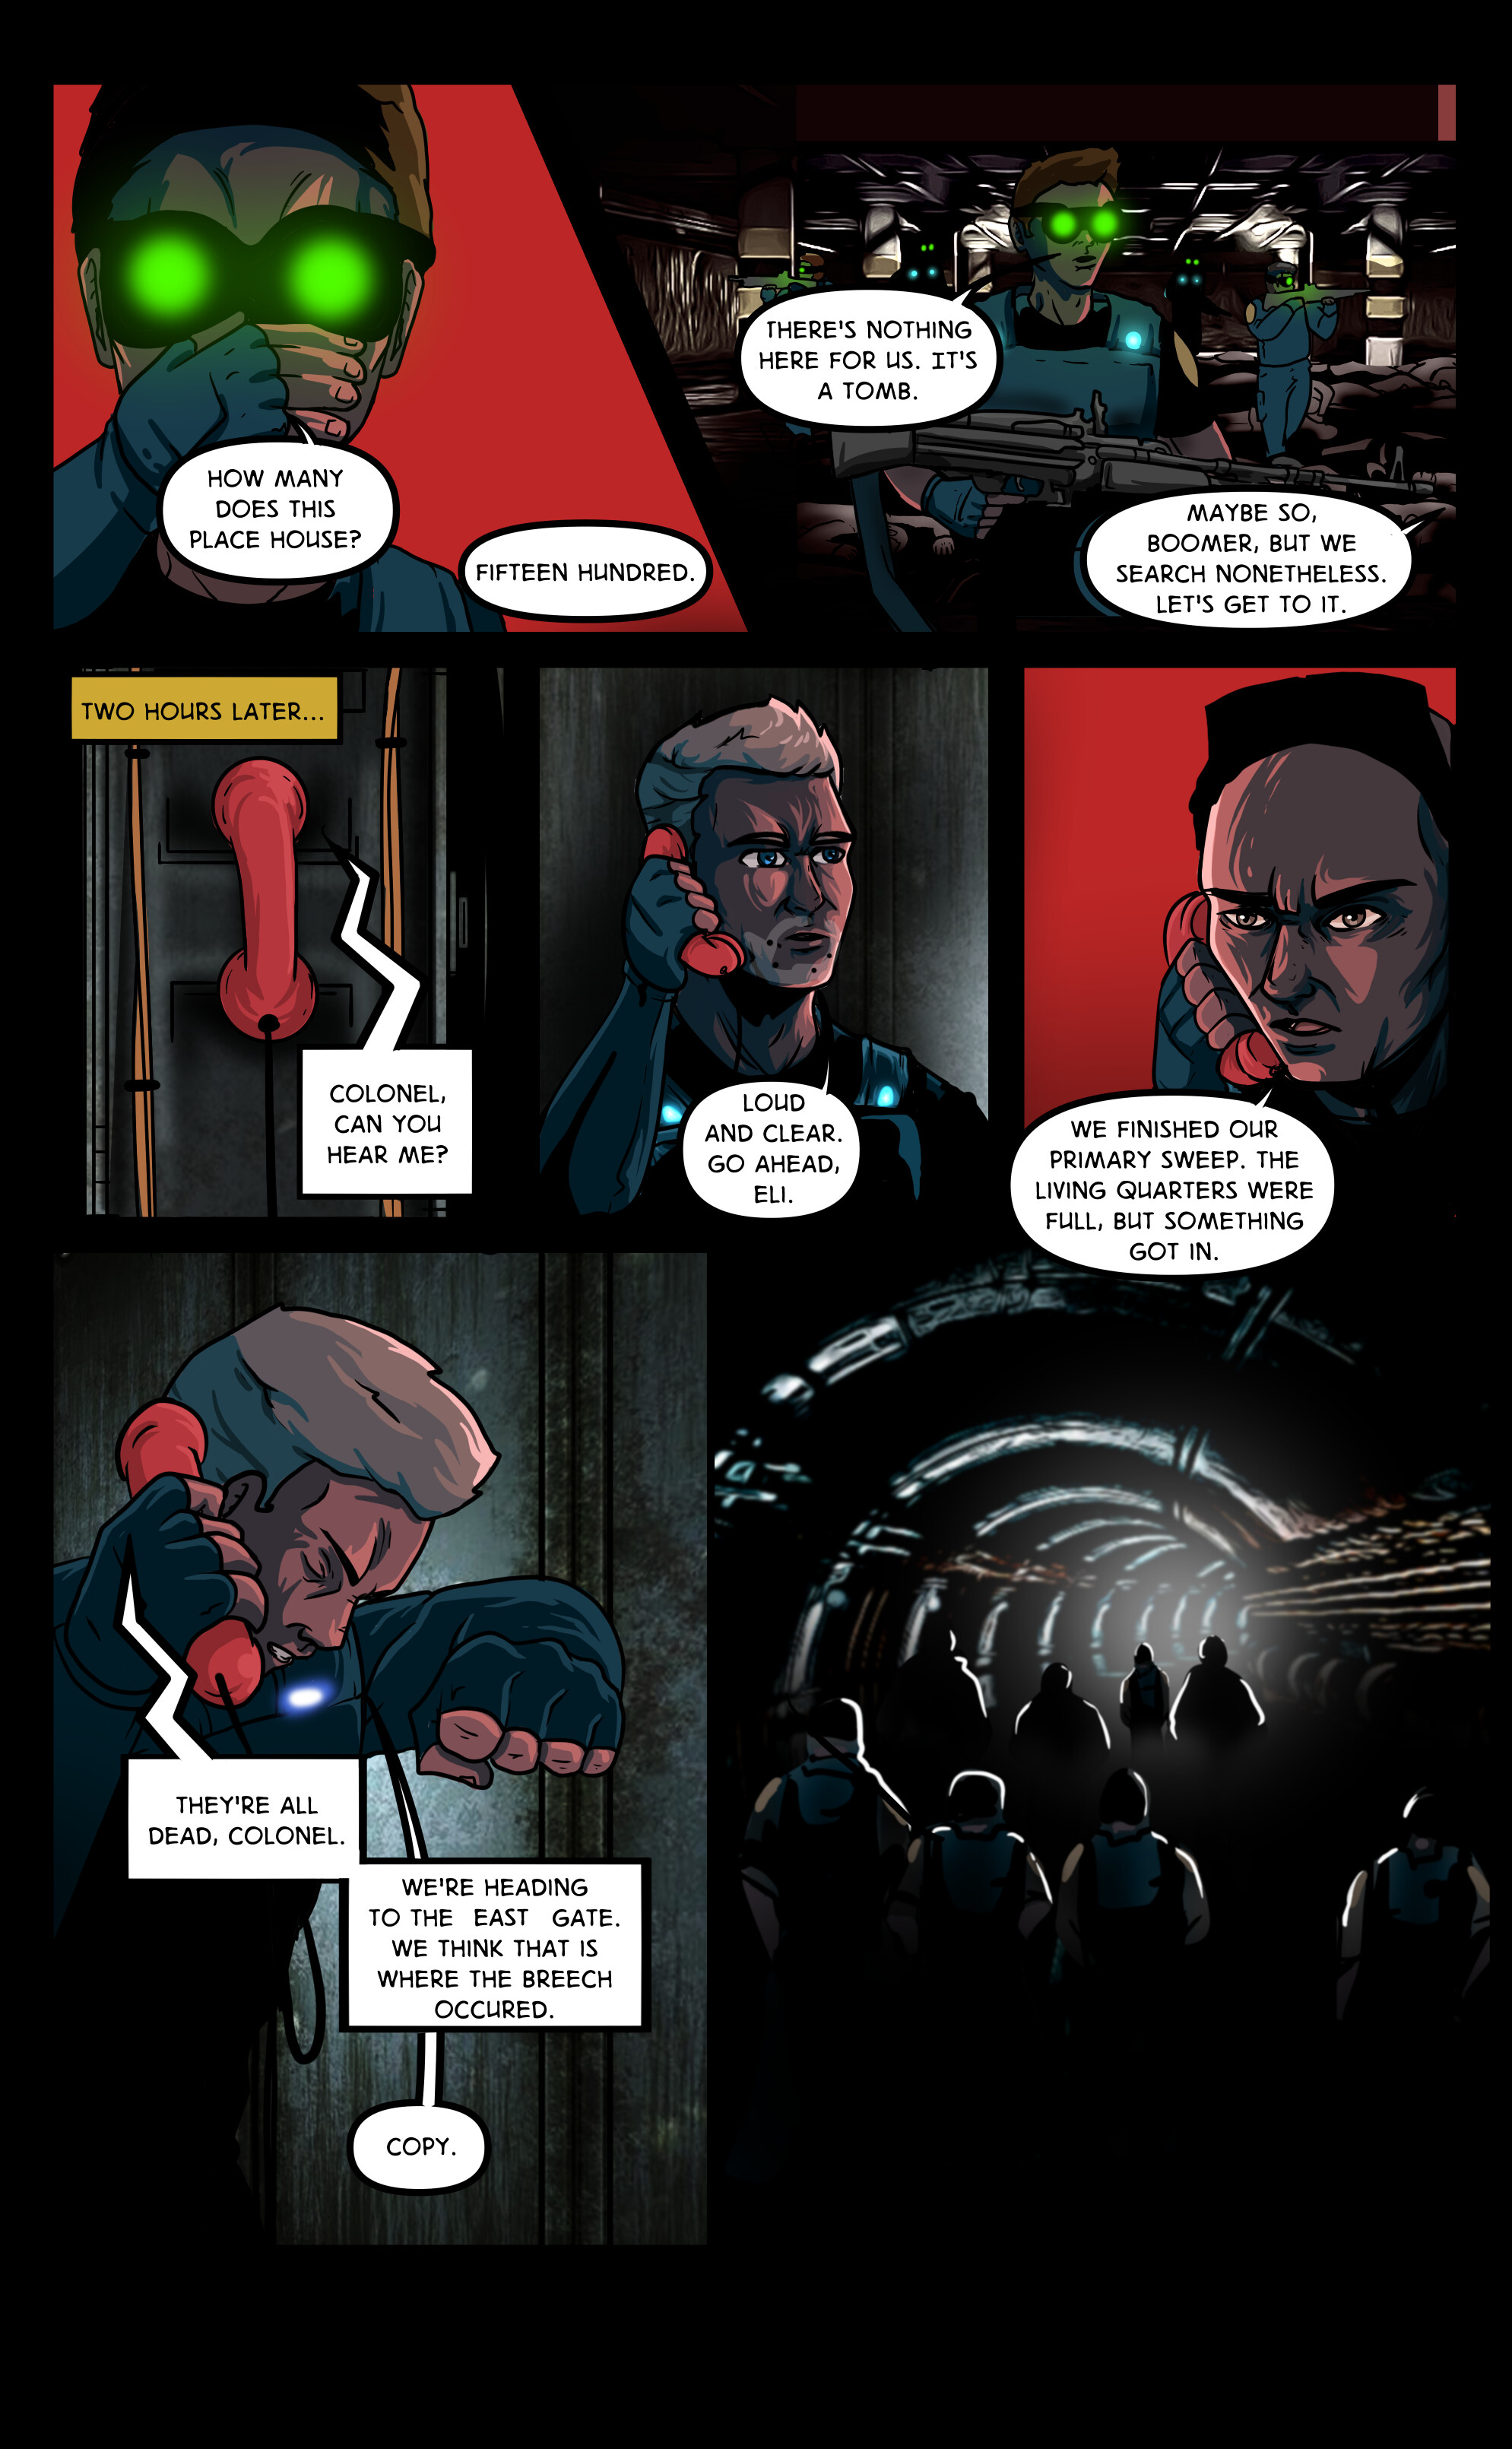 HOW MANY
DOES THIS
PLACE HOUSE?
FIFTEEN HUNDRED.
THERE'S NOTHING
HERE FOR US. IT'S
A TOMB.
MAYBE SO,
BOOMER, BUT WE
SEARCH NONETHELESS.
LET'S GET TO IT.
TWO HOURS LATER...
COLONEL,
CAN YOU
HEAR ME?
LOUD
AND CLEAR.
GO AHEAD,
ELI.
WE FINISHED OUR
PRIMARY SWEEP. THE
LIVING QUARTERS WERE
FULL, BUT SOMETHING
GOT IN.
THEY'RE ALL
DEAD, COLONEL.
WE'RE HEADING
TO THE EAST GATE.
WE THINK THAT IS
WHERE THE BREECH
OCCURED.
COPY.